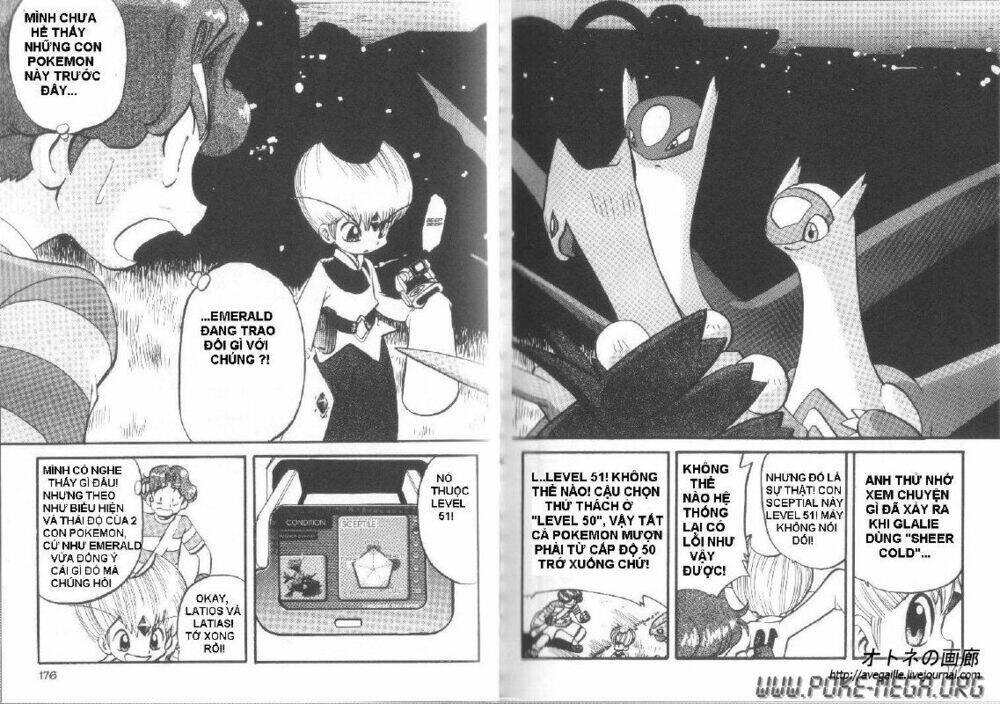 MÌNH CHƯA
HỀ THẤY
NHỮNG CON
POKEMON
NÀY TRƯỚC
ĐÂY...
BEEP
BEEP
...EMERALD
ĐANG TRAO
ĐỔI GÌ VỚI
CHÚNG ?!
MÌNH CÓ NGHE
THẤY GÌ ĐÂU!
NHƯNG THEO
NHƯ BIỂU HIỆN
VÀ THÁI ĐỘ CỦA 2
CON POKEMON,
CỨ NHƯ EMERALD
VỪA ĐỒNG Ý
CÁI GÌ ĐÓ MÀ
CHÚNG HỎI
OKAY,
LATIOS VÀ
LATIAS!
TỚ XONG
RỒI!
CONDITION
SCEPTILE
NÓ
THUỘC
LEVEL
51!
176
L..LEVEL 51! KHÔNG
THỂ NÀO! CẬU CHỌN
THỬ THÁCH Ở
"LEVEL 50", VẬY TẤT
CẢ POKEMON MƯỢN
PHẢI TỪ CẤP ĐỘ 50
TRỞ XUỐNG CHỨ!
KHÔNG
THỂ
NÀO HỆ
THỐNG
LẠI CÓ
LỖI NHƯ
VẬY
ĐƯỢC!
NHƯNG ĐÓ LÀ
SỰ THẬT! CON
SCEPTIAL NÀY
LEVEL 51! MÁY
KHÔNG NÓI
DỐI!
ANH THỬ NHỚ
XEM CHUYỆN
GÌ ĐÃ XẢY RA
KHI GLALIE
DÙNG "SHEER
COLD"...
オトネの画廊
http://avegaille.livejournal.com
WWW.POKE-MEGA.ORG